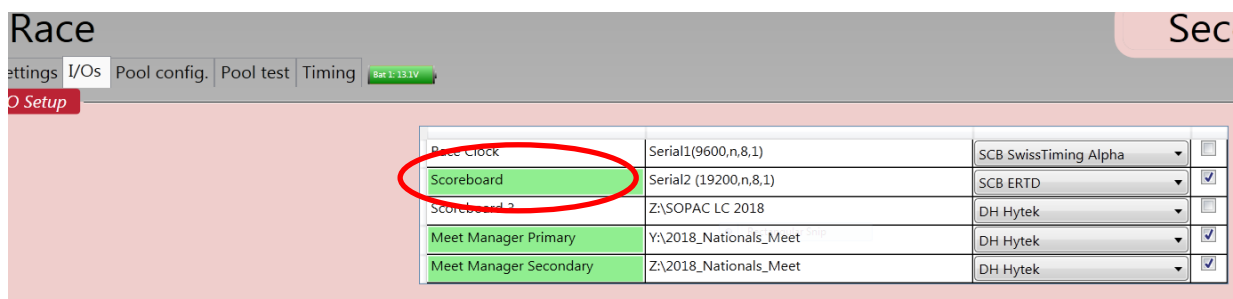 Race
Sec
ettings I/Os Pool config. Pool test Timing Bat 1: 13.1V
O Setup
Race Clock Serial1(9600,n,8,1) SCB SwissTiming Alpha
Scoreboard Serial2 (19200,n,8,1) SCB ERTD
Scoreboard 3 Z:\SOPAC LC 2018 DH Hytek
Meet Manager Primary Y:\2018_Nationals_Meet DH Hytek
Meet Manager Secondary Z:\2018_Nationals_Meet DH Hytek